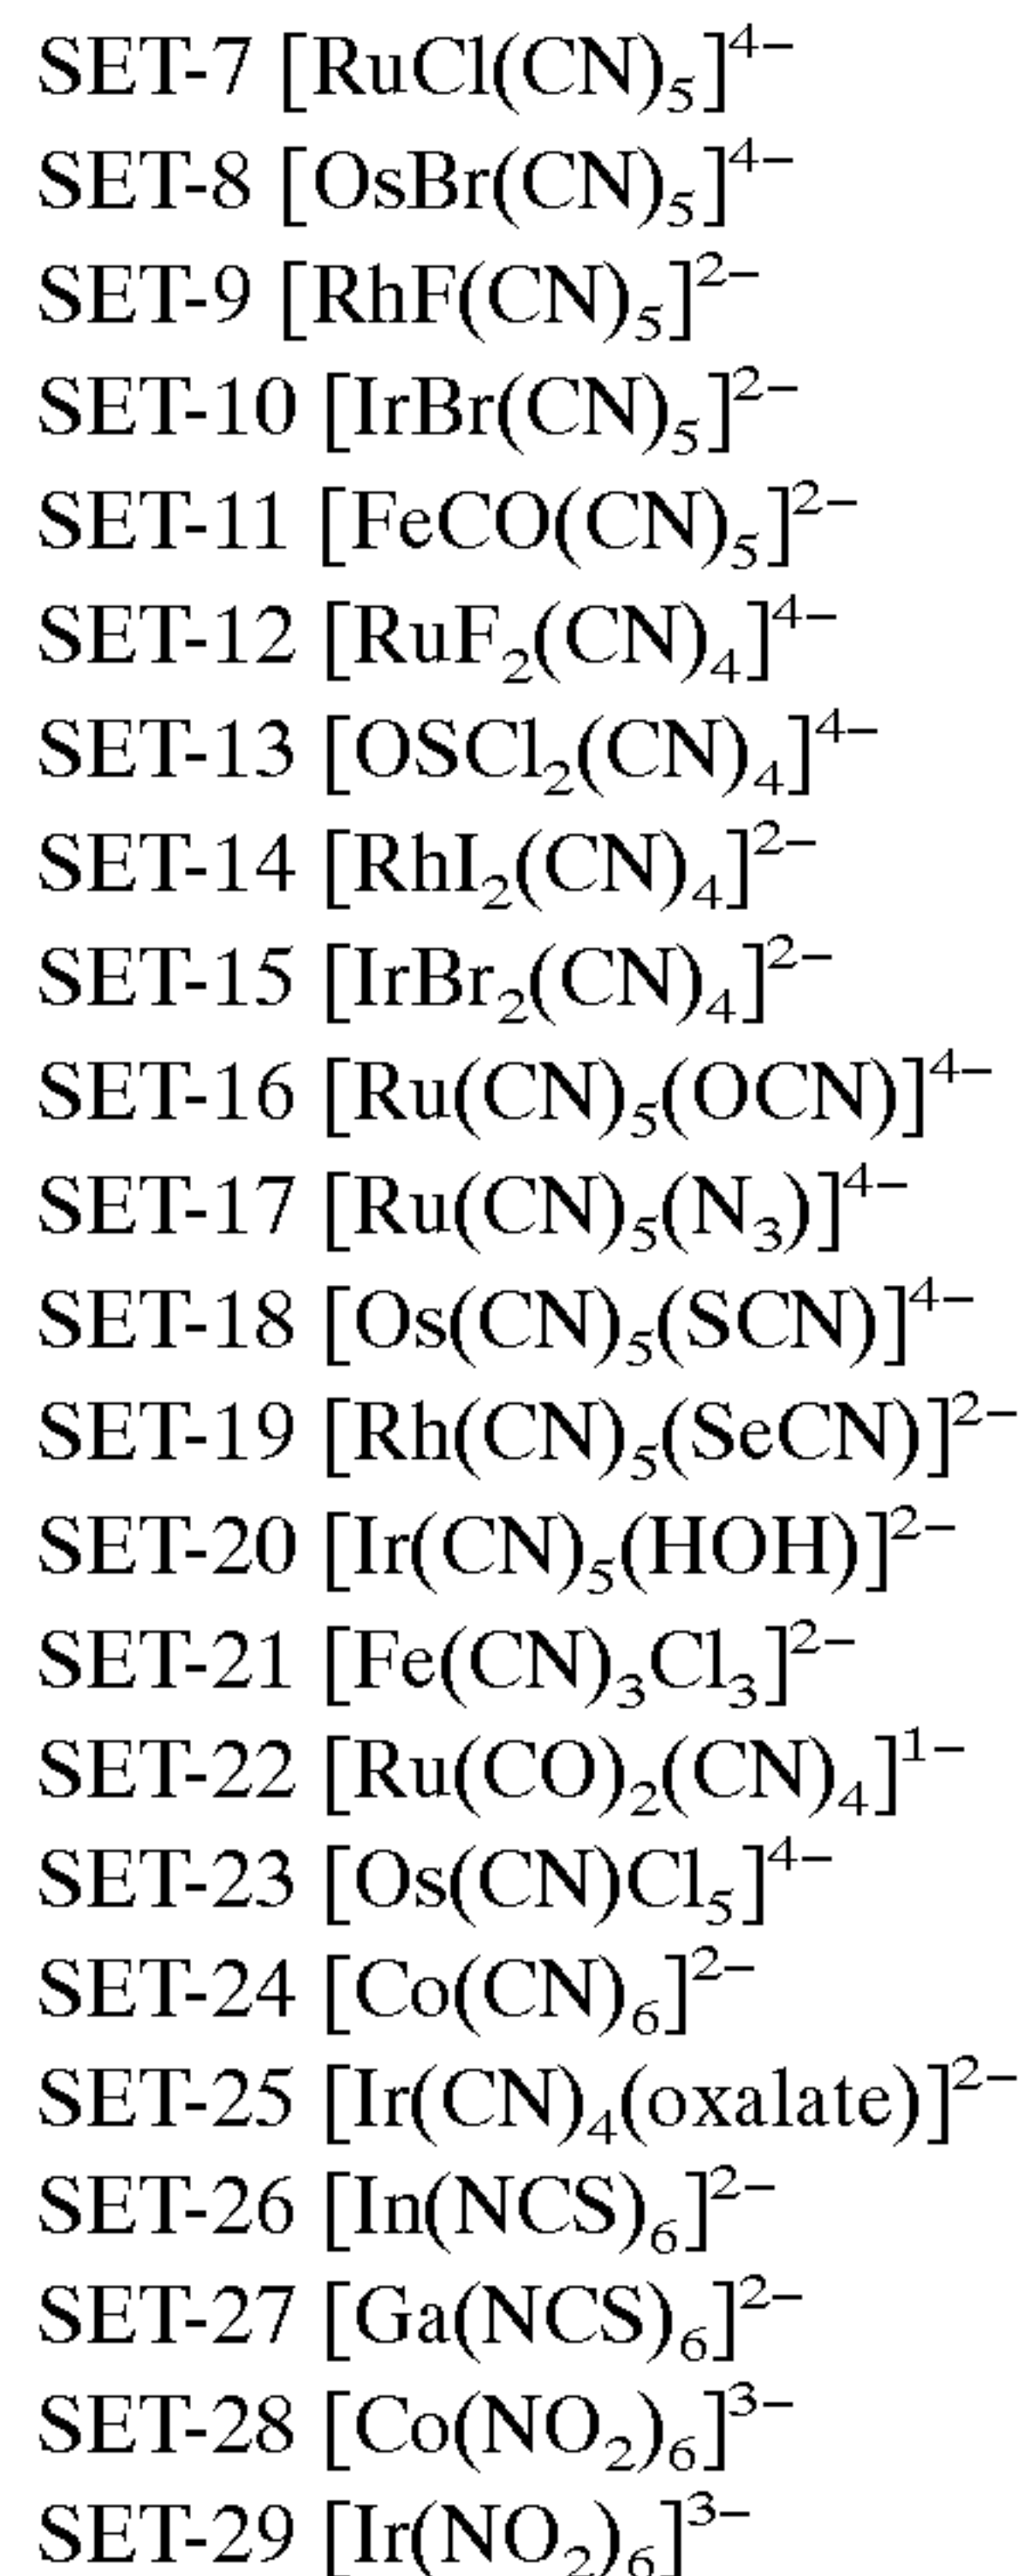 SET-7 [RuCl(CN)₅]⁴⁻
SET-8 [OsBr(CN)₅]⁴⁻
SET-9 [RhF(CN)₅]²⁻
SET-10 [IrBr(CN)₅]²⁻
SET-11 [FeCO(CN)₅]²⁻
SET-12 [RuF₂(CN)₄]⁴⁻
SET-13 [OSCl₂(CN)₄]⁴⁻
SET-14 [RhI₂(CN)₄]²⁻
SET-15 [IrBr₂(CN)₄]²⁻
SET-16 [Ru(CN)₅(OCN)]⁴⁻
SET-17 [Ru(CN)₅(N₃)]⁴⁻
SET-18 [Os(CN)₅(SCN)]⁴⁻
SET-19 [Rh(CN)₅(SeCN)]²⁻
SET-20 [Ir(CN)₅(HOH)]²⁻
SET-21 [Fe(CN)₃Cl₃]²⁻
SET-22 [Ru(CO)₂(CN)₄]¹⁻
SET-23 [Os(CN)Cl₅]⁴⁻
SET-24 [Co(CN)₆]²⁻
SET-25 [Ir(CN)₄(oxalate)]²⁻
SET-26 [In(NCS)₆]²⁻
SET-27 [Ga(NCS)₆]²⁻
SET-28 [Co(NO₂)₆]³⁻
SET-29 [Ir(NO₂)₆]³⁻